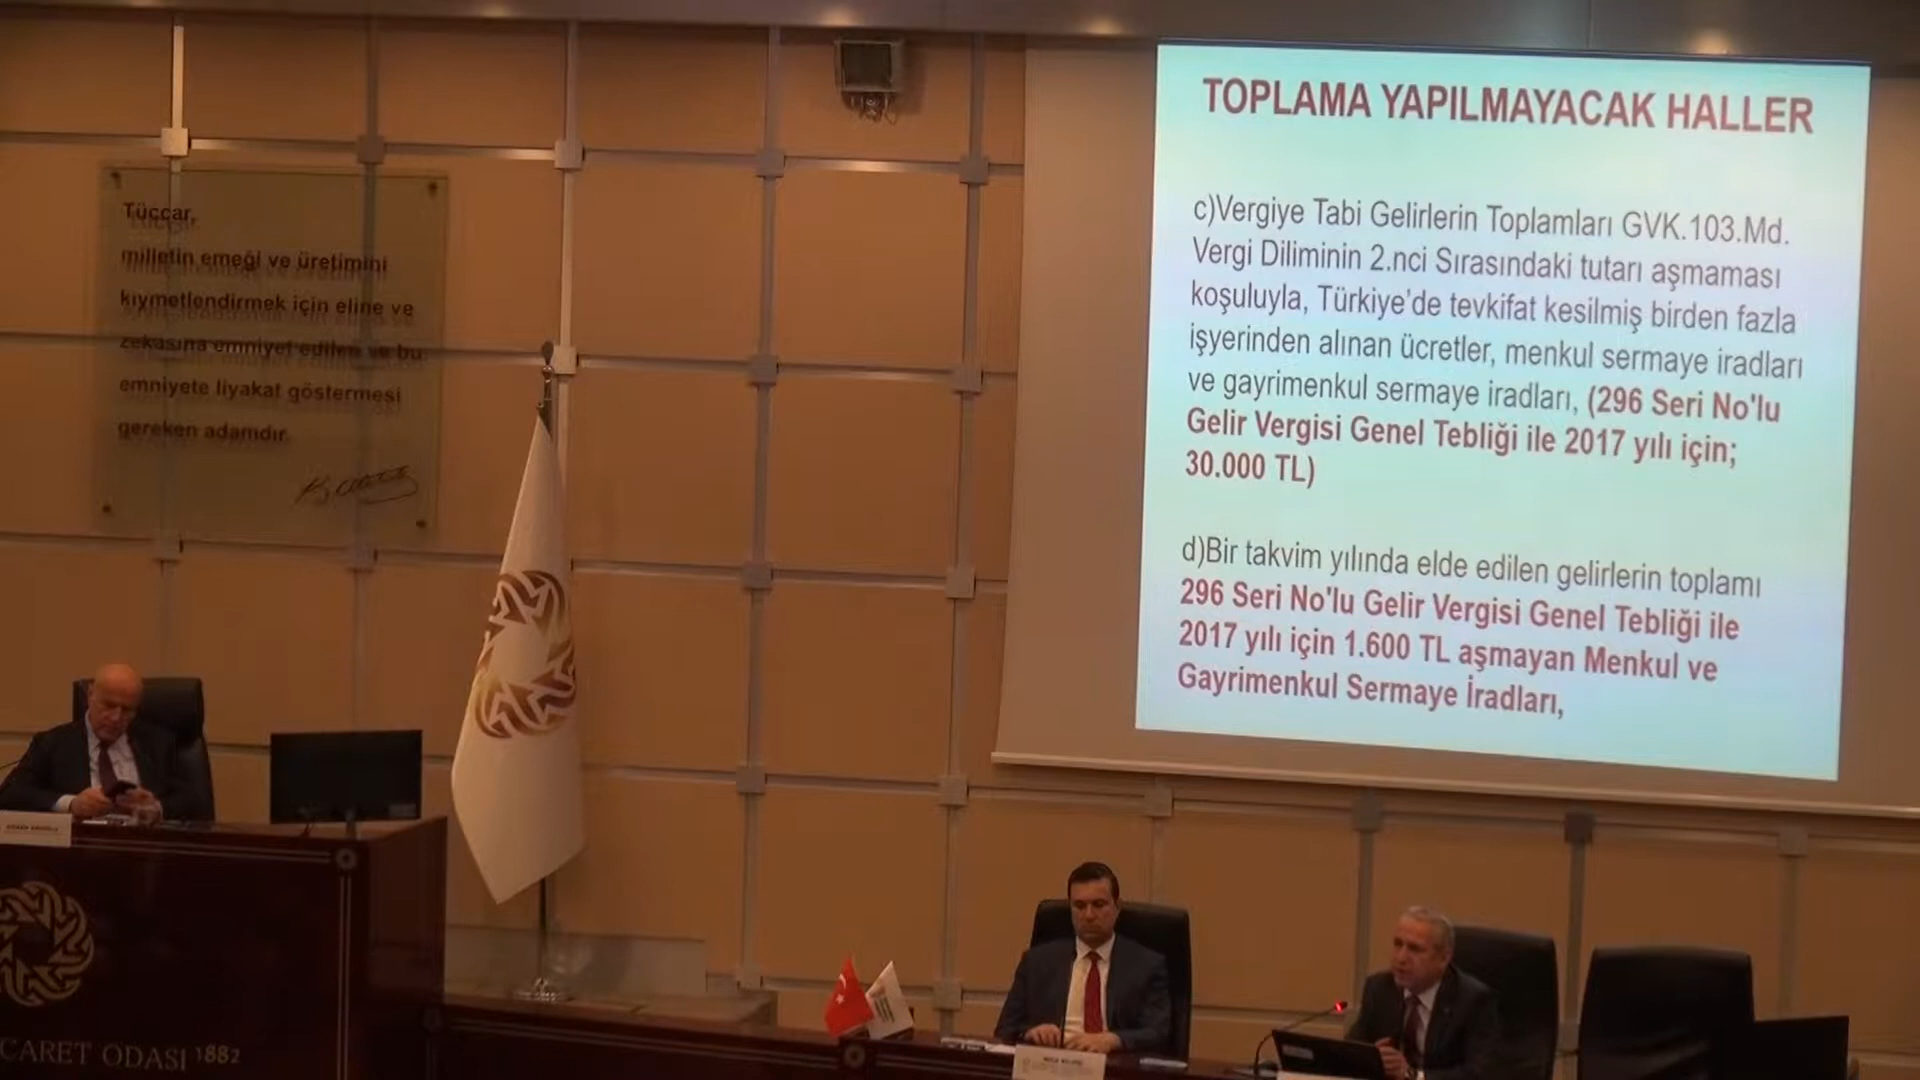 TOPLAMA YAPILMAYACAK HALLER
c)Vergiye Tabi Gelirlerin Toplamları GVK.103.Md.
Vergi Diliminin 2.nci Sırasındaki tutarı aşmaması
koşuluyla, Türkiye'de tevkifat kesilmiş birden fazla
işyerinden alınan ücretler, menkul sermaye iradları
ve gayrimenkul sermaye iradları, (296 Seri No'lu
Gelir Vergisi Genel Tebliği ile 2017 yılı için;
30.000 TL)
d)Bir takvim yılında elde edilen gelirlerin toplamı
296 Seri No'lu Gelir Vergisi Genel Tebliği ile
2017 yılı için 1.600 TL aşmayan Menkul ve
Gayrimenkul Sermaye İradları,
Tüccar,
milletin emeği ve üretimini
kıymetlendirmek için eline ve
zekasına emniyet edilen ve bu
emniyete liyakat göstermesi
gereken adamdır.
CARET ODASI 1882